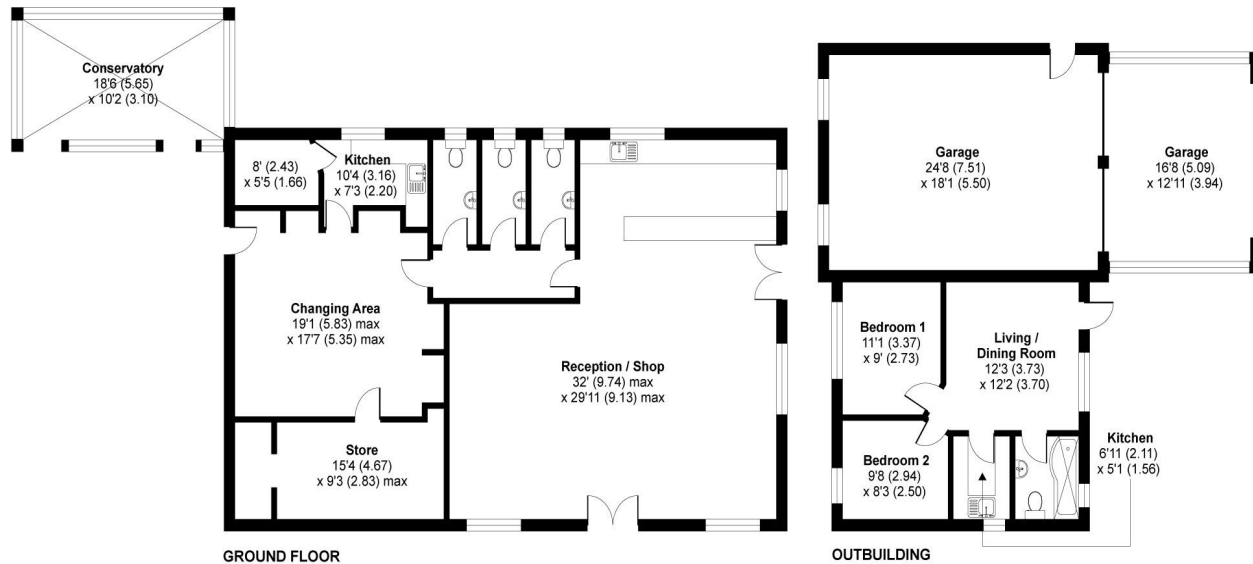 Conservatory
18'6 (5.65)
x 10'2 (3.10)
8' (2.43)
x 5'5 (1.66)
Kitchen
10'4 (3.16)
x 7'3 (2.20)
Changing Area
19'1 (5.83) max
x 17'7 (5.35) max
Reception / Shop
32' (9.74) max
x 29'11 (9.13) max
Store
15'4 (4.67)
x 9'3 (2.83) max
GROUND FLOOR
Garage
24'8 (7.51)
x 18'1 (5.50)
Garage
16'8 (5.09)
x 12'11 (3.94)
Bedroom 1
11'1 (3.37)
x 9' (2.73)
Living /
Dining Room
12'3 (3.73)
x 12'2 (3.70)
Bedroom 2
9'8 (2.94)
x 8'3 (2.50)
Kitchen
6'11 (2.11)
x 5'1 (1.56)
OUTBUILDING